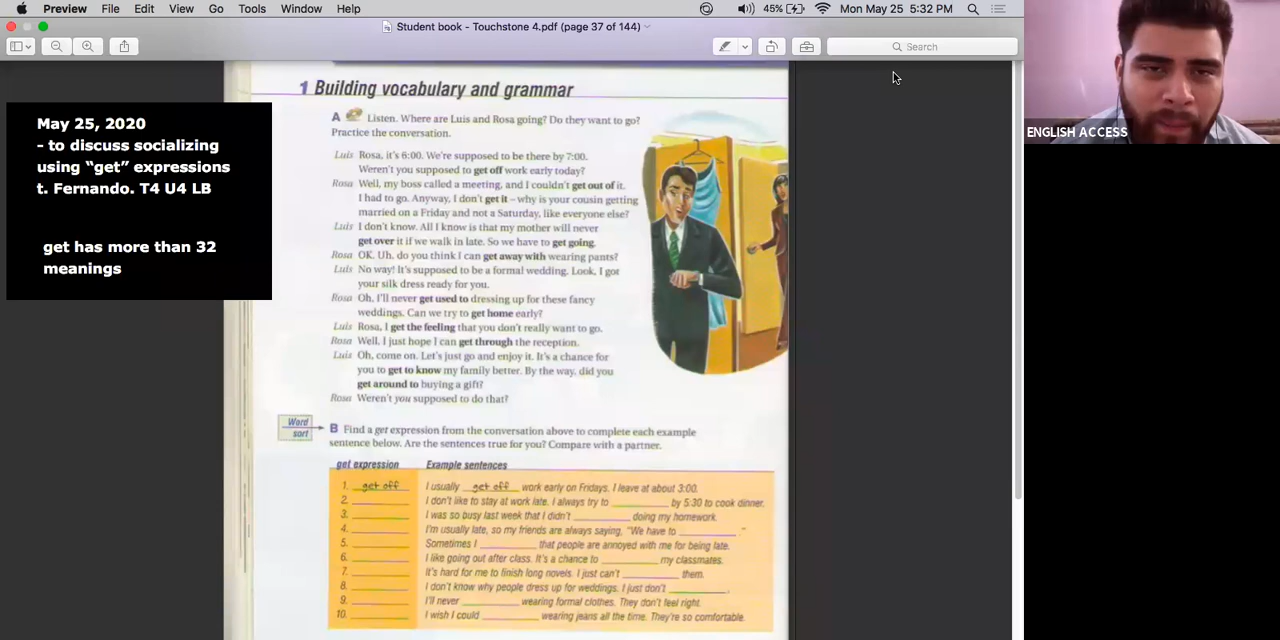 Preview File Edit View Go Tools Window Help 45% Mon May 25 5:32 PM
Student book - Touchstone 4.pdf (page 37 of 144)
Search
ENGLISH ACCESS
May 25, 2020
- to discuss socializing
using “get” expressions
t. Fernando. T4 U4 LB
get has more than 32
meanings
1 Building vocabulary and grammar
A Listen. Where are Luis and Rosa going? Do they want to go?
Practice the conversation.
Luis Rosa, it's 6:00. We're supposed to be there by 7:00.
Weren't you supposed to get off work early today?
Rosa Well, my boss called a meeting, and I couldn't get out of it.
I had to go. Anyway, I don't get it – why is your cousin getting
married on a Friday and not a Saturday, like everyone else?
Luis I don't know. All I know is that my mother will never
get over it if we walk in late. So we have to get going.
Rosa OK. Uh, do you think I can get away with wearing pants?
Luis No way! It's supposed to be a formal wedding. Look, I got
your silk dress ready for you.
Rosa Oh, I'll never get used to dressing up for these fancy
weddings. Can we try to get home early?
Luis Rosa, I get the feeling that you don't really want to go.
Rosa Well, I just hope I can get through the reception.
Luis Oh, come on. Let's just go and enjoy it. It's a chance for
you to get to know my family better. By the way, did you
get around to buying a gift?
Rosa Weren't you supposed to do that?
Word
sort
B Find a get expression from the conversation above to complete each example
sentence below. Are the sentences true for you? Compare with a partner.
get expression Example sentences
1. get off I usually get off work early on Fridays. I leave at about 3:00.
2. I don't like to stay at work late. I always try to by 5:30 to cook dinner.
3. I was so busy last week that I didn't doing my homework.
4. I'm usually late, so my friends are always saying, "We have to ."
5. Sometimes I that people are annoyed with me for being late.
6. I like going out after class. It's a chance to my classmates.
7. It's hard for me to finish long novels. I just can't them.
8. I don't know why people dress up for weddings. I just don't .
9. I'll never wearing formal clothes. They don't feel right.
10. I wish I could wearing jeans all the time. They're so comfortable.